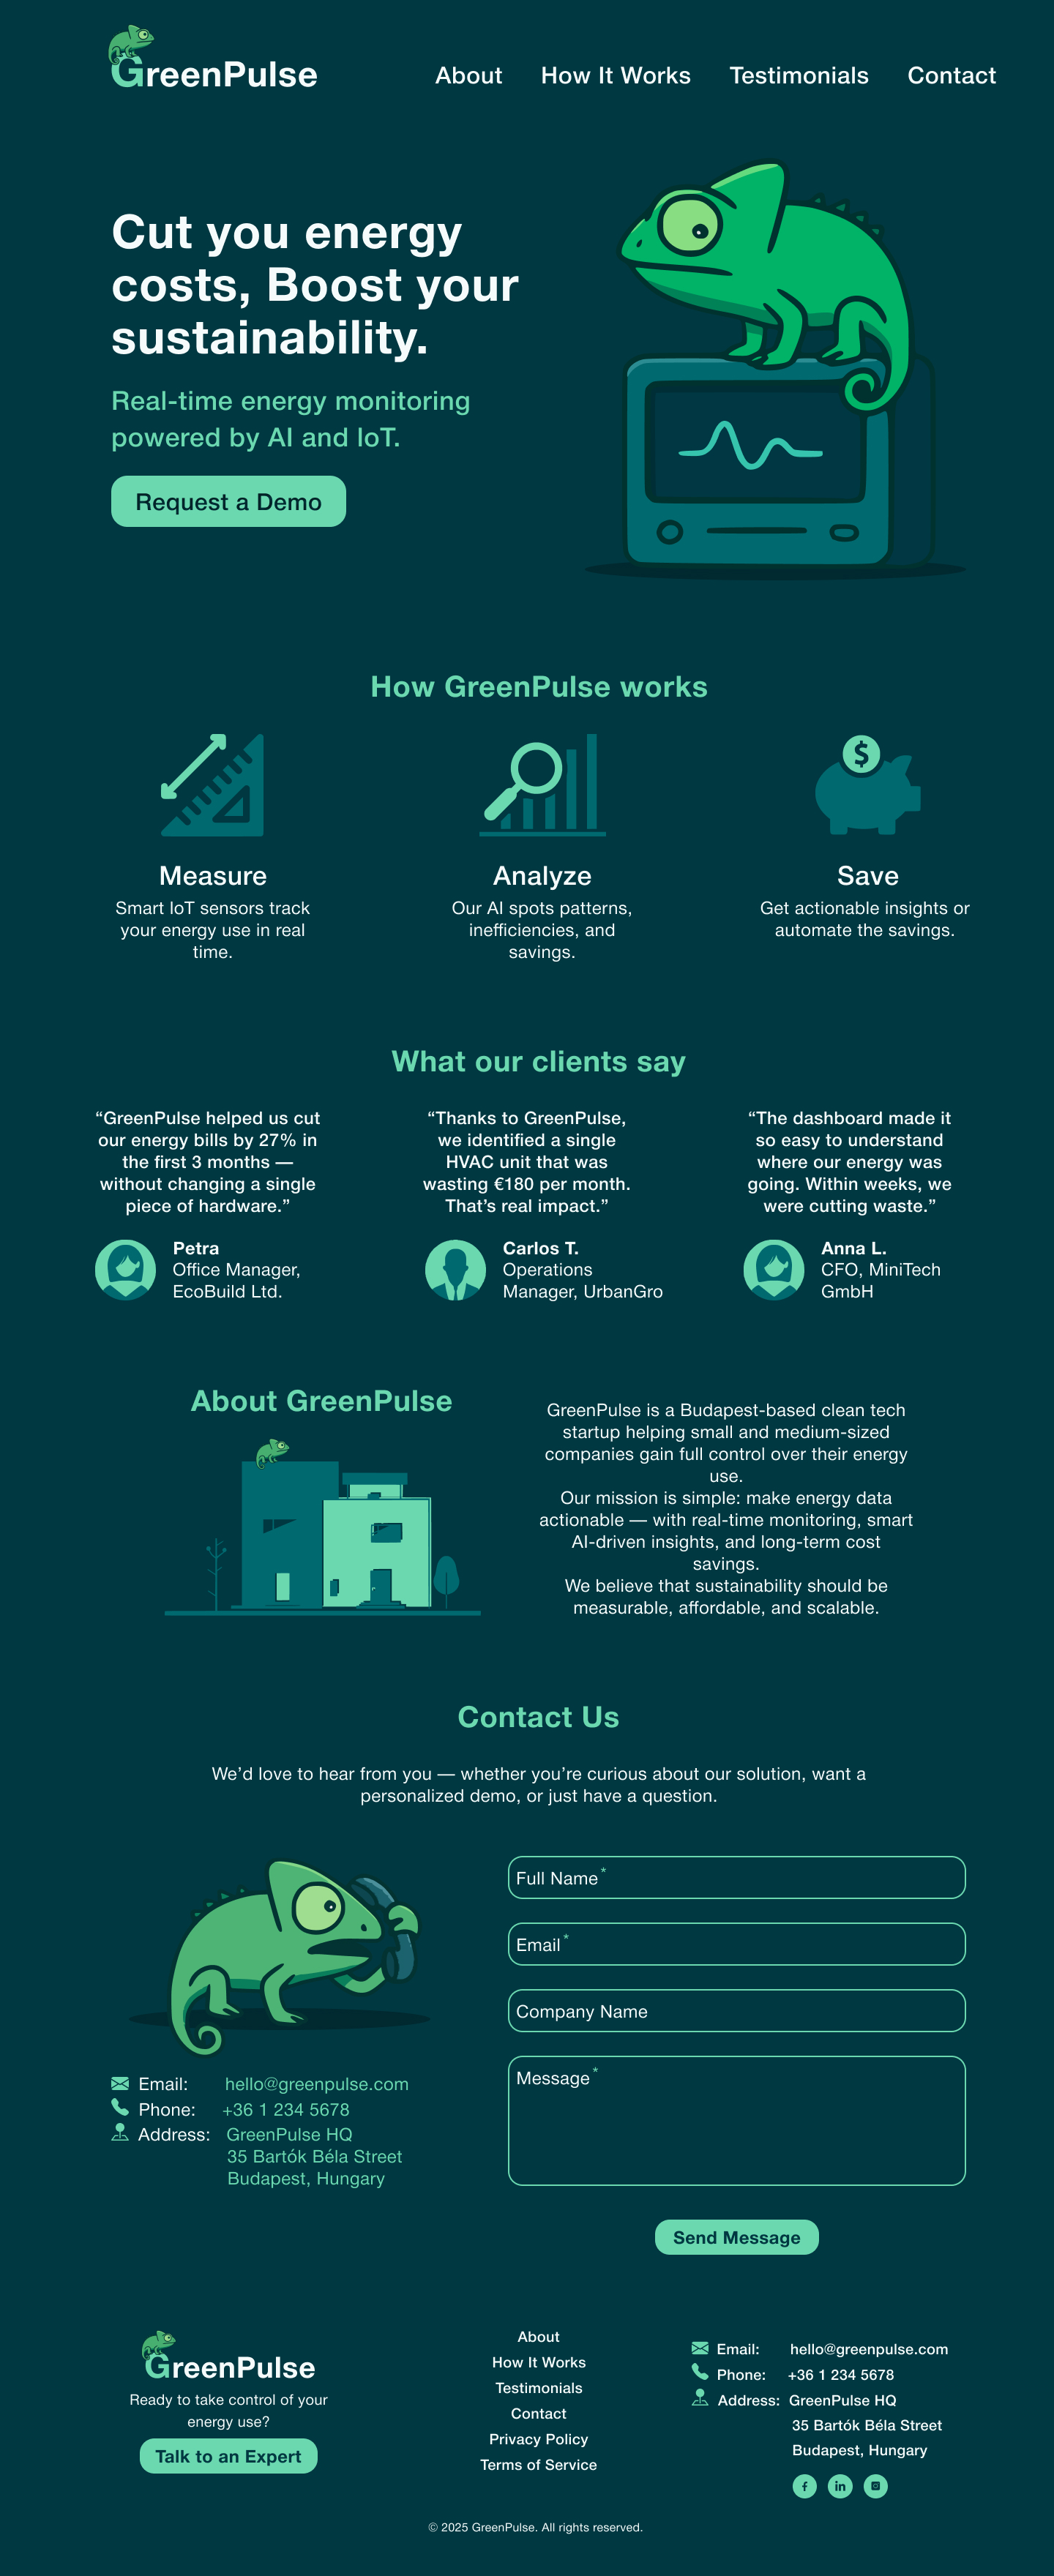 GreenPulse
About How It Works Testimonials Contact
Cut you energy
costs, Boost your
sustainability.
Real-time energy monitoring
powered by AI and IoT.
Request a Demo
How GreenPulse works
$
Measure
Smart IoT sensors track
your energy use in real
time.
Analyze
Our AI spots patterns,
inefficiencies, and
savings.
Save
Get actionable insights or
automate the savings.
What our clients say
“GreenPulse helped us cut
our energy bills by 27% in
the first 3 months —
without changing a single
piece of hardware.”
Petra
Office Manager,
EcoBuild Ltd.
“Thanks to GreenPulse,
we identified a single
HVAC unit that was
wasting €180 per month.
That’s real impact.”
Carlos T.
Operations
Manager, UrbanGro
“The dashboard made it
so easy to understand
where our energy was
going. Within weeks, we
were cutting waste.”
Anna L.
CFO, MiniTech
GmbH
About GreenPulse
GreenPulse is a Budapest-based clean tech
startup helping small and medium-sized
companies gain full control over their energy
use.
Our mission is simple: make energy data
actionable — with real-time monitoring, smart
AI-driven insights, and long-term cost
savings.
We believe that sustainability should be
measurable, affordable, and scalable.
Contact Us
We’d love to hear from you — whether you’re curious about our solution, want a
personalized demo, or just have a question.
Email: hello@greenpulse.com
Phone: +36 1 234 5678
Address: GreenPulse HQ
35 Bartók Béla Street
Budapest, Hungary
Full Name*
Email*
Company Name
Message*
Send Message
GreenPulse
Ready to take control of your
energy use?
Talk to an Expert
About
How It Works
Testimonials
Contact
Privacy Policy
Terms of Service
Email: hello@greenpulse.com
Phone: +36 1 234 5678
Address: GreenPulse HQ
35 Bartók Béla Street
Budapest, Hungary
f in
© 2025 GreenPulse. All rights reserved.